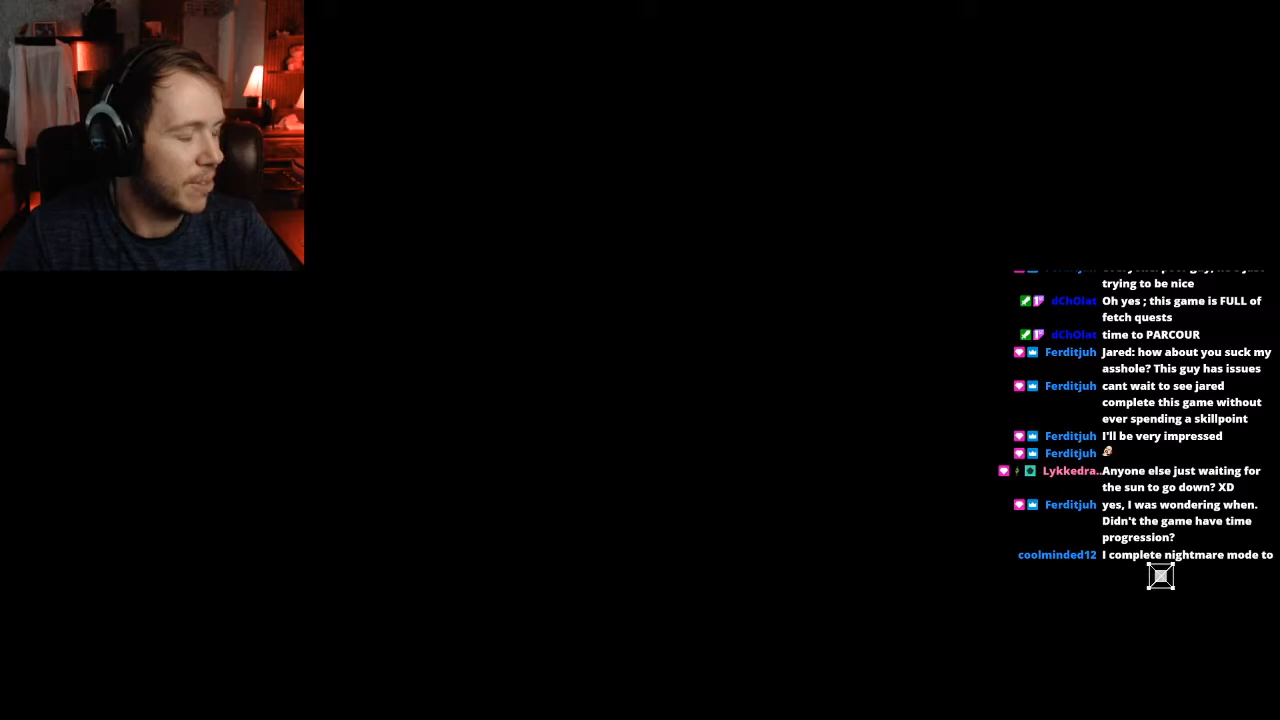 trying to be nice
dChOlat Oh yes ; this game is FULL of
fetch quests
dChOlat time to PARCOUR
Ferditjuh Jared: how about you suck my
asshole? This guy has issues
Ferditjuh cant wait to see jared
complete this game without
ever spending a skillpoint
Ferditjuh I'll be very impressed
Ferditjuh
Lykkedra.. Anyone else just waiting for
the sun to go down? XD
Ferditjuh yes, I was wondering when.
Didn't the game have time
progression?
coolminded12 I complete nightmare mode to